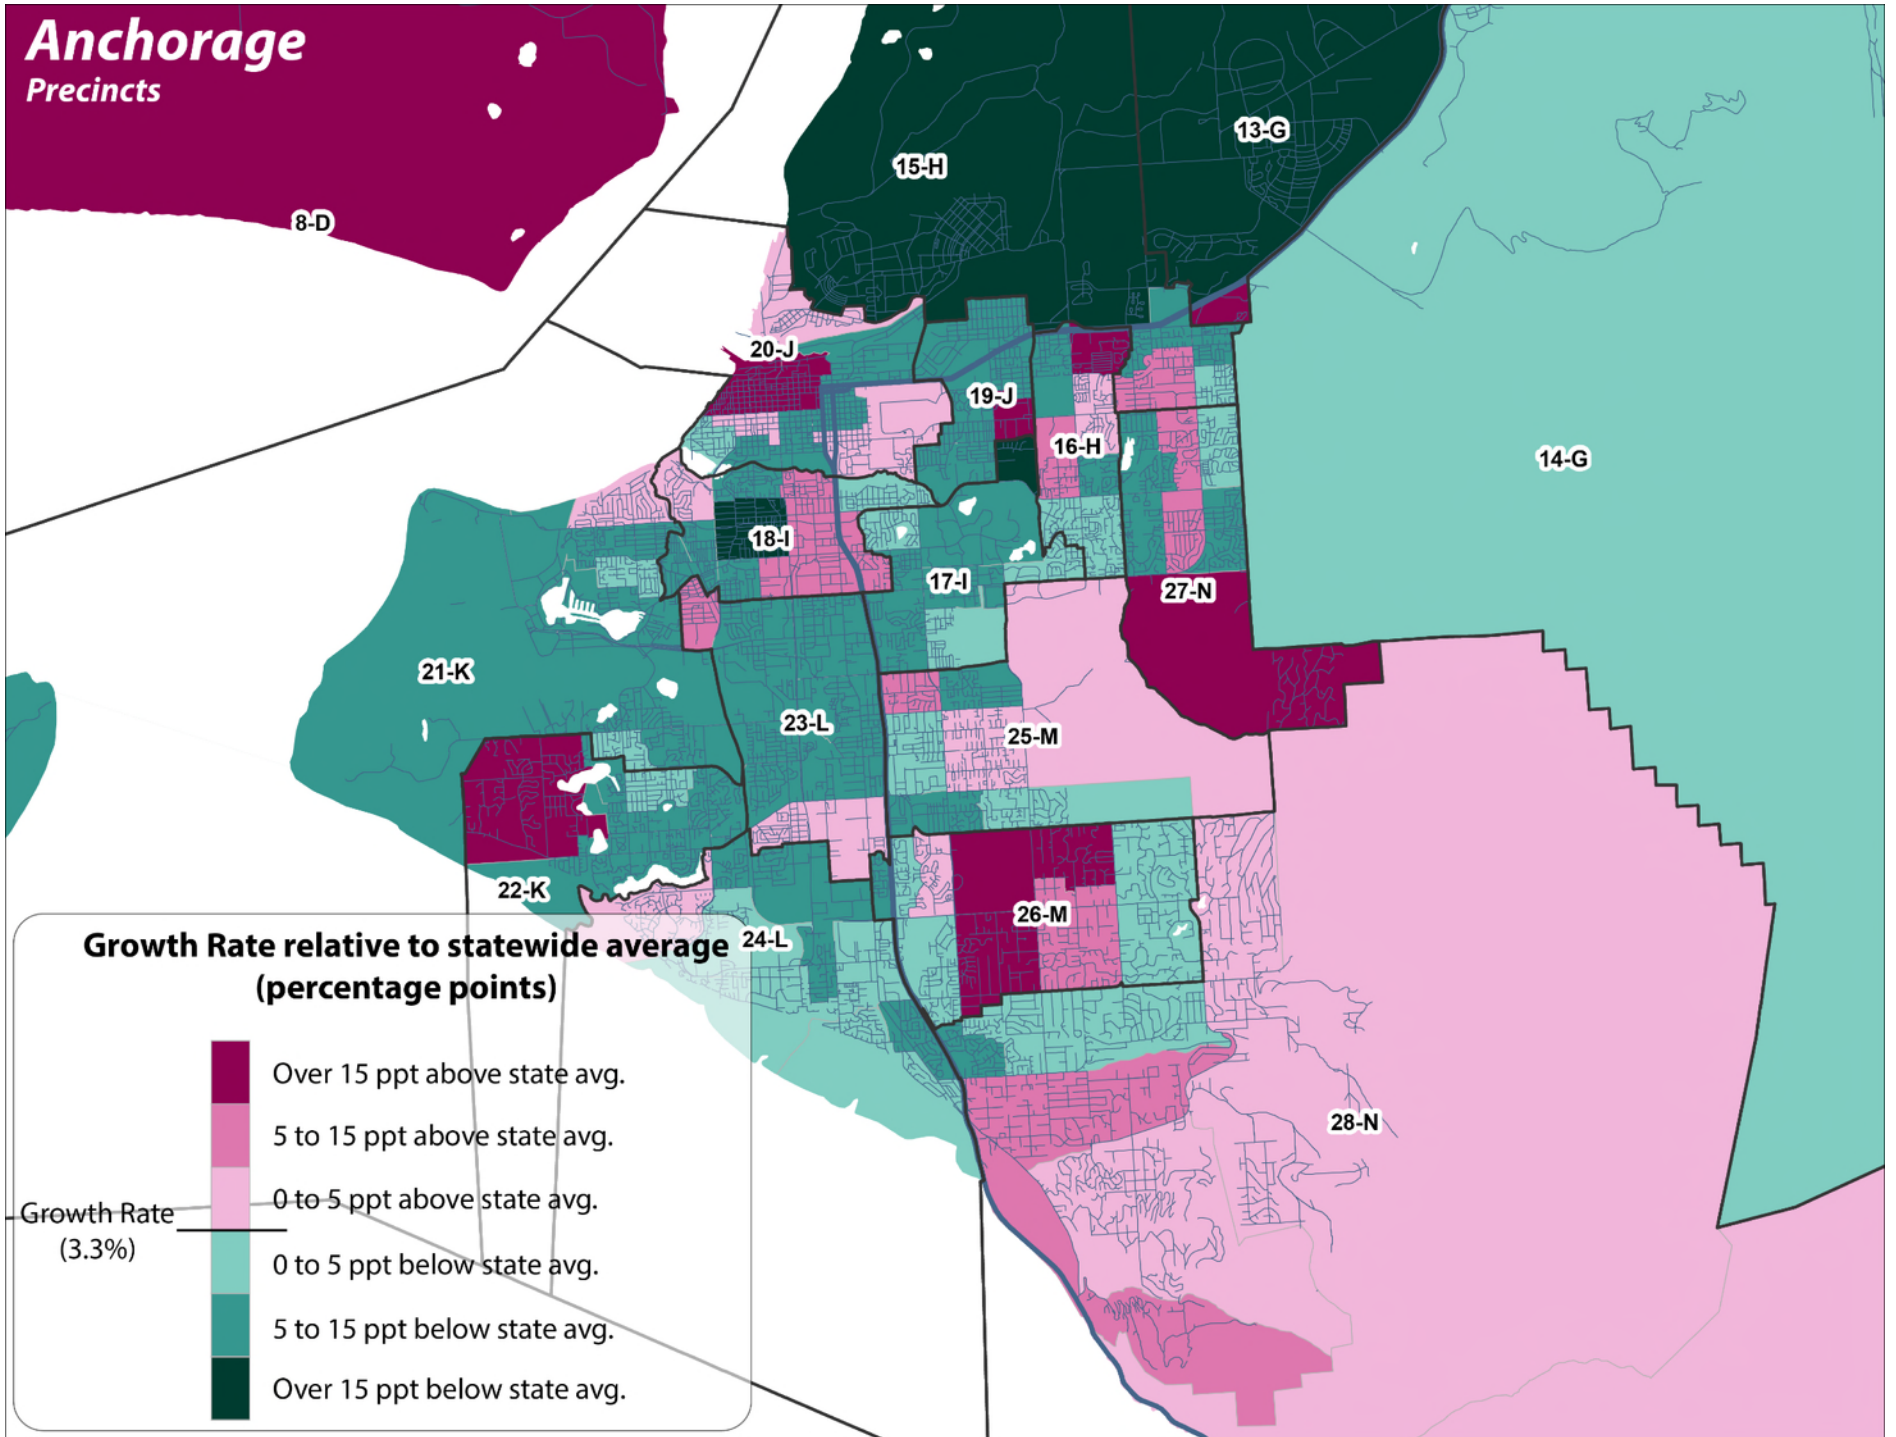 Anchorage
Precincts
13-G
15-H
8-D
20-J
19-J
16-H
14-G
18-I
17-I
27-N
21-K
23-L
25-M
22-K
26-M
24-L
28-N
Growth Rate relative to statewide average
(percentage points)
Over 15 ppt above state avg.
5 to 15 ppt above state avg.
0 to 5 ppt above state avg.
Growth Rate
(3.3%)
0 to 5 ppt below state avg.
5 to 15 ppt below state avg.
Over 15 ppt below state avg.